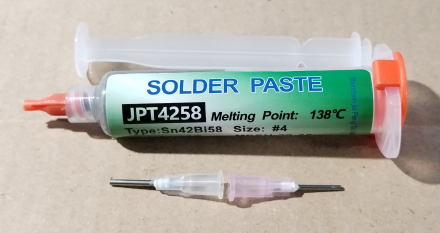 SOLDER PASTE
JPT4258 Melting Point: 138℃
Type:Sn42Bi58 Size: #4